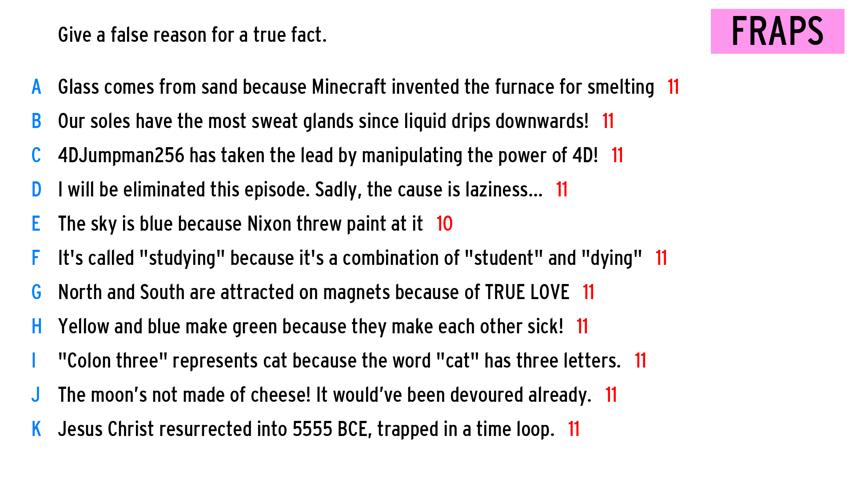 Give a false reason for a true fact.
FRAPS
A Glass comes from sand because Minecraft invented the furnace for smelting 11
B Our soles have the most sweat glands since liquid drips downwards! 11
C 4DJumpman256 has taken the lead by manipulating the power of 4D! 11
D I will be eliminated this episode. Sadly, the cause is laziness... 11
E The sky is blue because Nixon threw paint at it 10
F It's called "studying" because it's a combination of "student" and "dying" 11
G North and South are attracted on magnets because of TRUE LOVE 11
H Yellow and blue make green because they make each other sick! 11
I "Colon three" represents cat because the word "cat" has three letters. 11
J The moon’s not made of cheese! It would’ve been devoured already. 11
K Jesus Christ resurrected into 5555 BCE, trapped in a time loop. 11